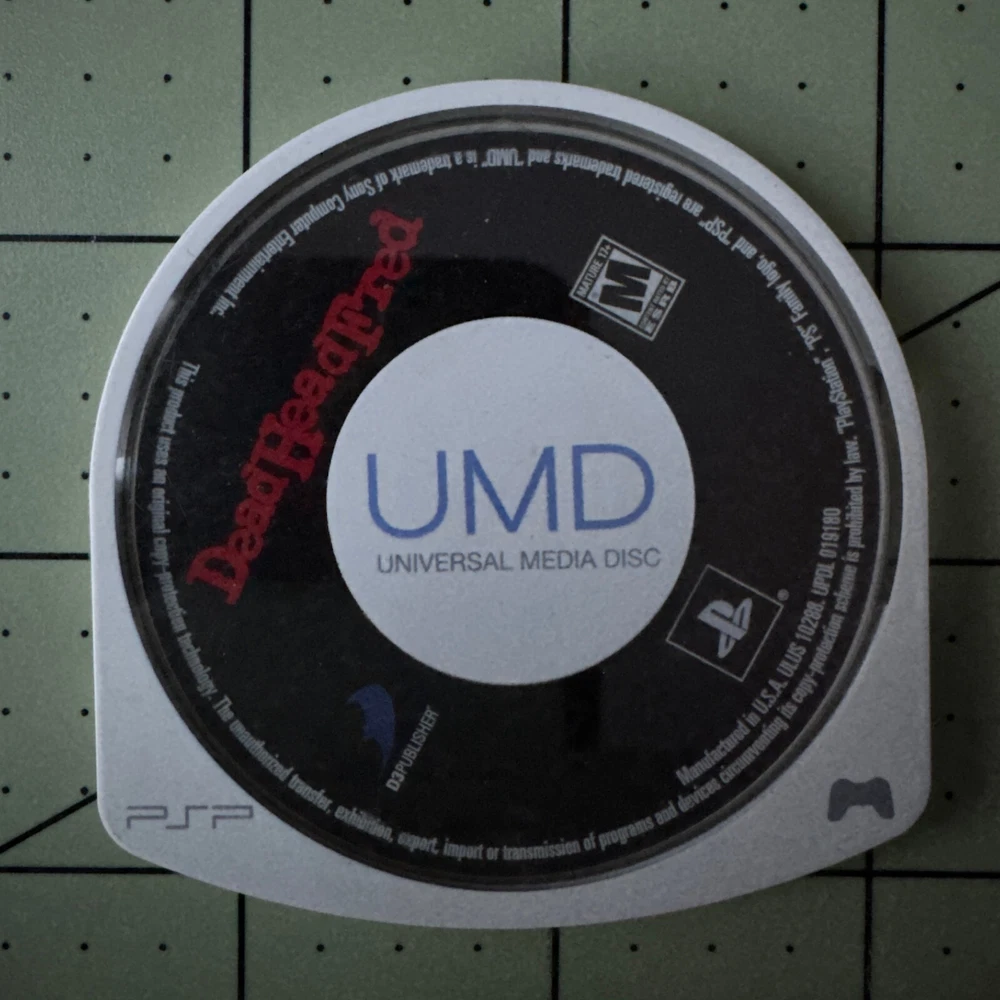 Dead Head Fred
MATURE 17+
M
ESRB
UMD
UNIVERSAL MEDIA DISC
D3PUBLISHER
Manufactured in U.S.A. ULUS 10288. UPDL 019180
This product uses an original copy-protection technology. The unauthorized transfer, exhibition, export, import or transmission of programs and devices circumventing its copy-protection scheme is prohibited by law. "PlayStation", "PS" Family logo, and "PSP" are registered trademarks and "UMD" is a trademark of Sony Computer Entertainment Inc.
®
PSP